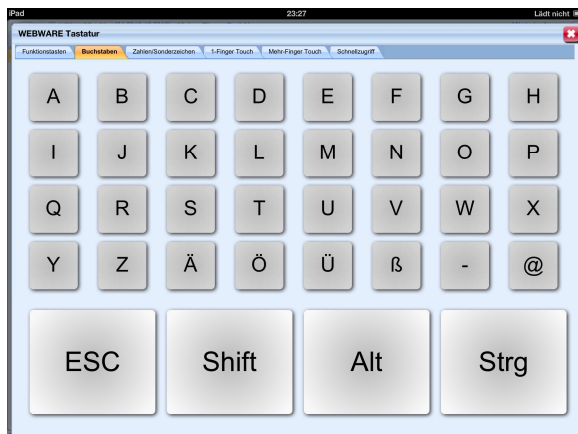 iPad 23:27 Lädt nicht
WEBWARE Tastatur
Funktionstasten Buchstaben Zahlen/Sonderzeichen 1-Finger Touch Mehr-Finger Touch Schnellzugriff
A B C D E F G H
I J K L M N O P
Q R S T U V W X
Y Z Ä Ö Ü ß - @
ESC Shift Alt Strg